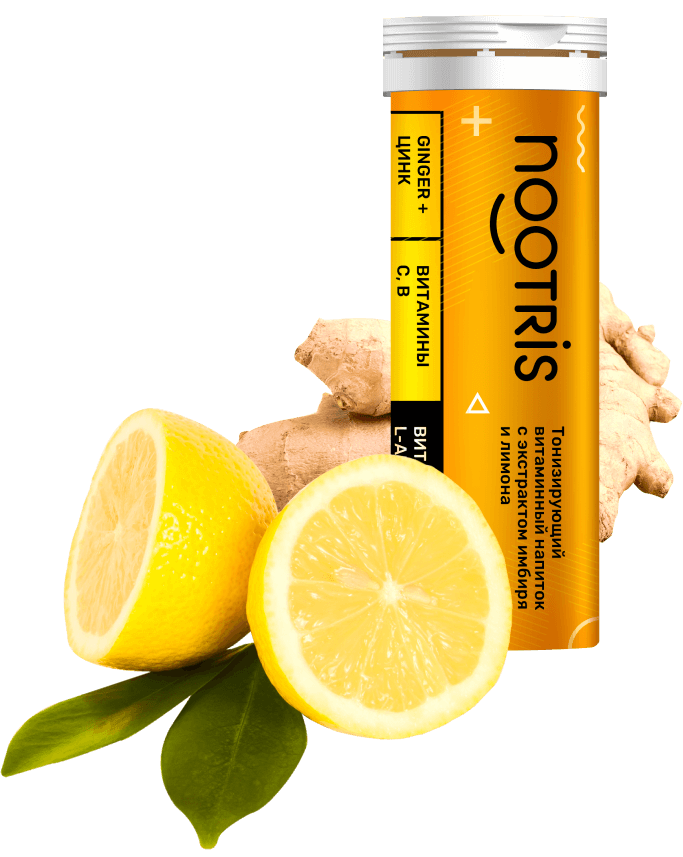 nootris
Тонизирующий
витаминный напиток
с экстрактом имбиря
и лимона
GINGER +
ЦИНК
ВИТАМИНЫ
C, B